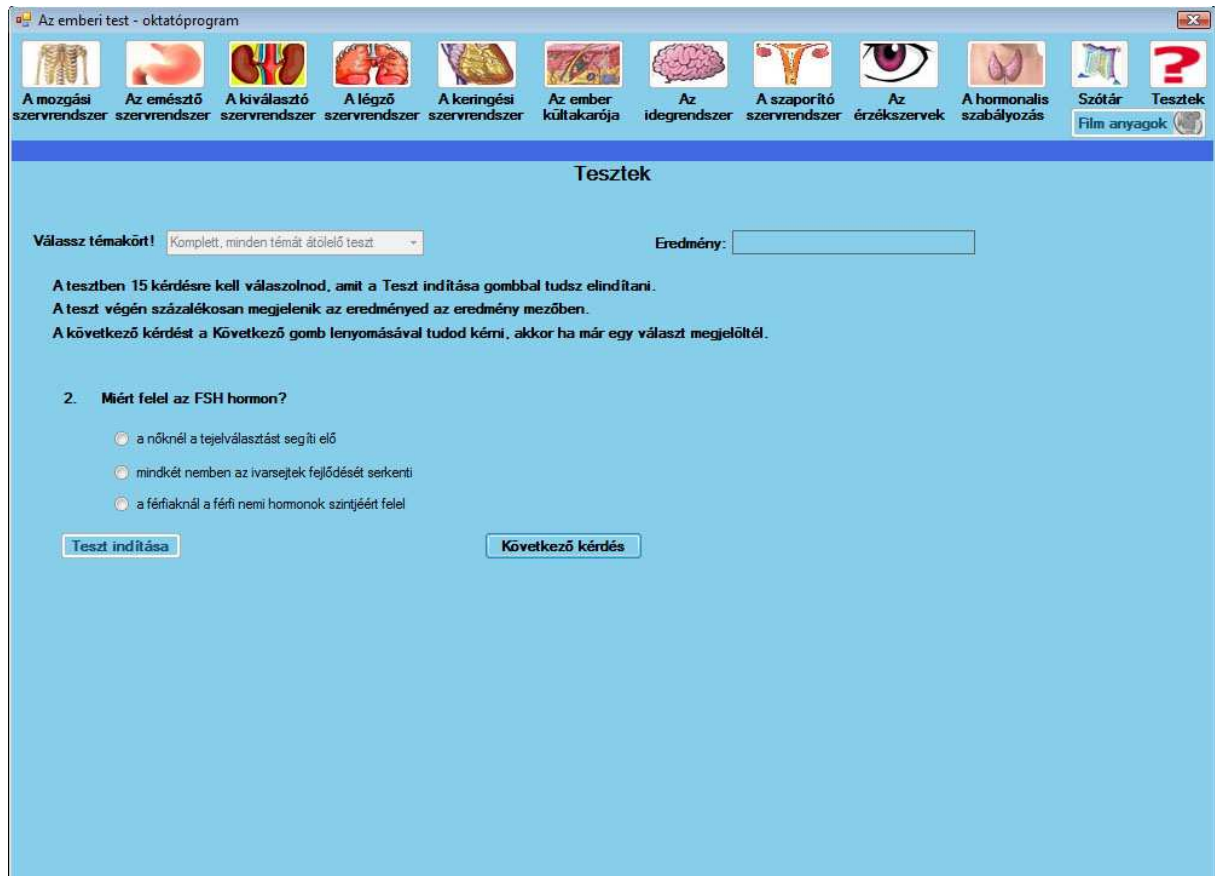 Az emberi test - oktatóprogram
A mozgási szervrendszer
Az emésztő szervrendszer
A kiválasztó szervrendszer
A légző szervrendszer
A keringési szervrendszer
Az ember kültakarója
Az idegrendszer
A szaporító szervrendszer
Az érzékszervek
A hormonalis szabályozás
Szótár
Tesztek
Film anyagok
Tesztek
Válassz témakört! Komplett, minden témát átölelő teszt Eredmény:
A tesztben 15 kérdésre kell válaszolnod, amit a Teszt indítása gombbal tudsz elindítani.
A teszt végén százalékosan megjelenik az eredményed az eredmény mezőben.
A következő kérdést a Következő gomb lenyomásával tudod kérni, akkor ha már egy választ megjelöltél.
2. Miért felel az FSH hormon?
a nőknél a tejelválasztást segíti elő
mindkét nemben az ivarsejtek fejlődését serkenti
a férfiaknál a férfi nemi hormonok szintjéért felel
Teszt indítása Következő kérdés